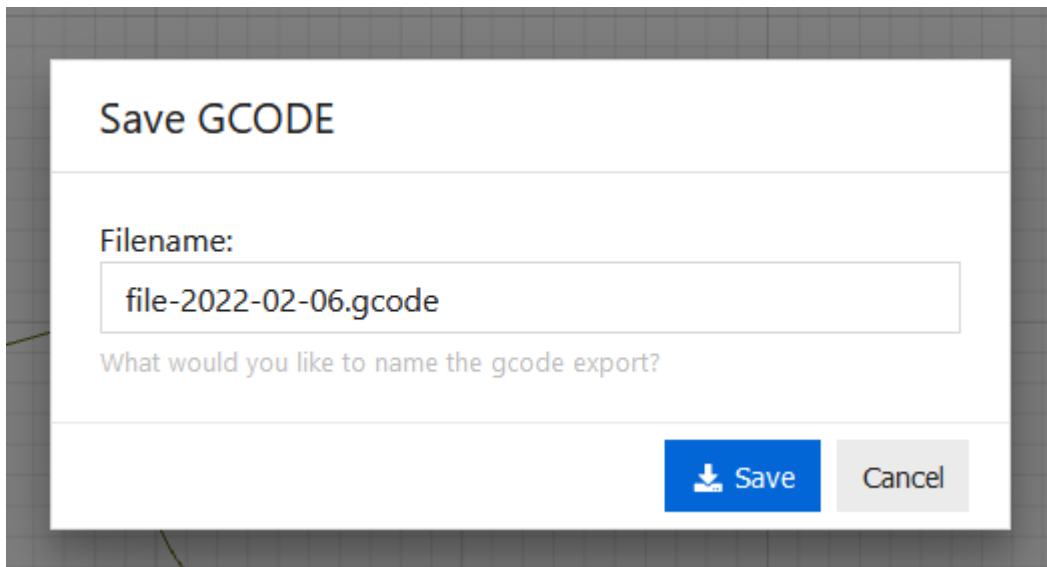 Save GCODE
Filename:
file-2022-02-06.gcode
What would you like to name the gcode export?
Save Cancel